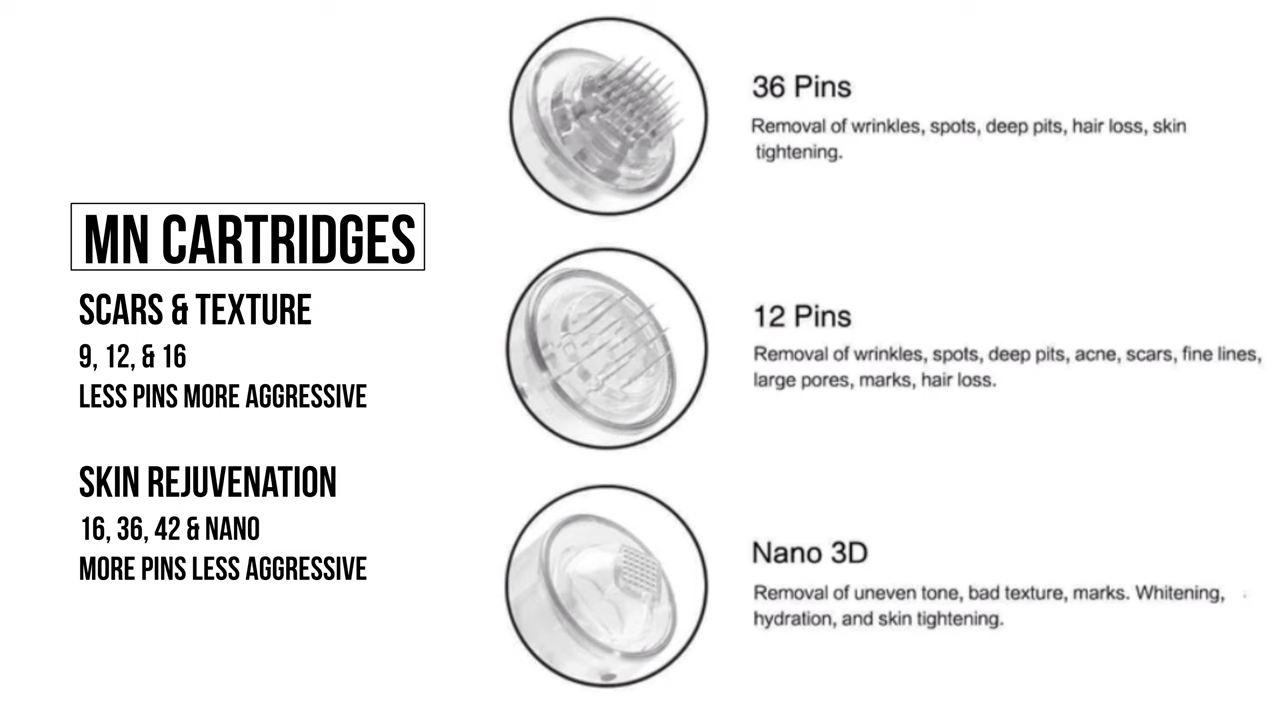 MN CARTRIDGES
SCARS & TEXTURE
9, 12, & 16
LESS PINS MORE AGGRESSIVE
SKIN REJUVENATION
16, 36, 42 & NANO
MORE PINS LESS AGGRESSIVE
36 Pins
Removal of wrinkles, spots, deep pits, hair loss, skin
tightening.
12 Pins
Removal of wrinkles, spots, deep pits, acne, scars, fine lines,
large pores, marks, hair loss.
Nano 3D
Removal of uneven tone, bad texture, marks. Whitening,
hydration, and skin tightening.